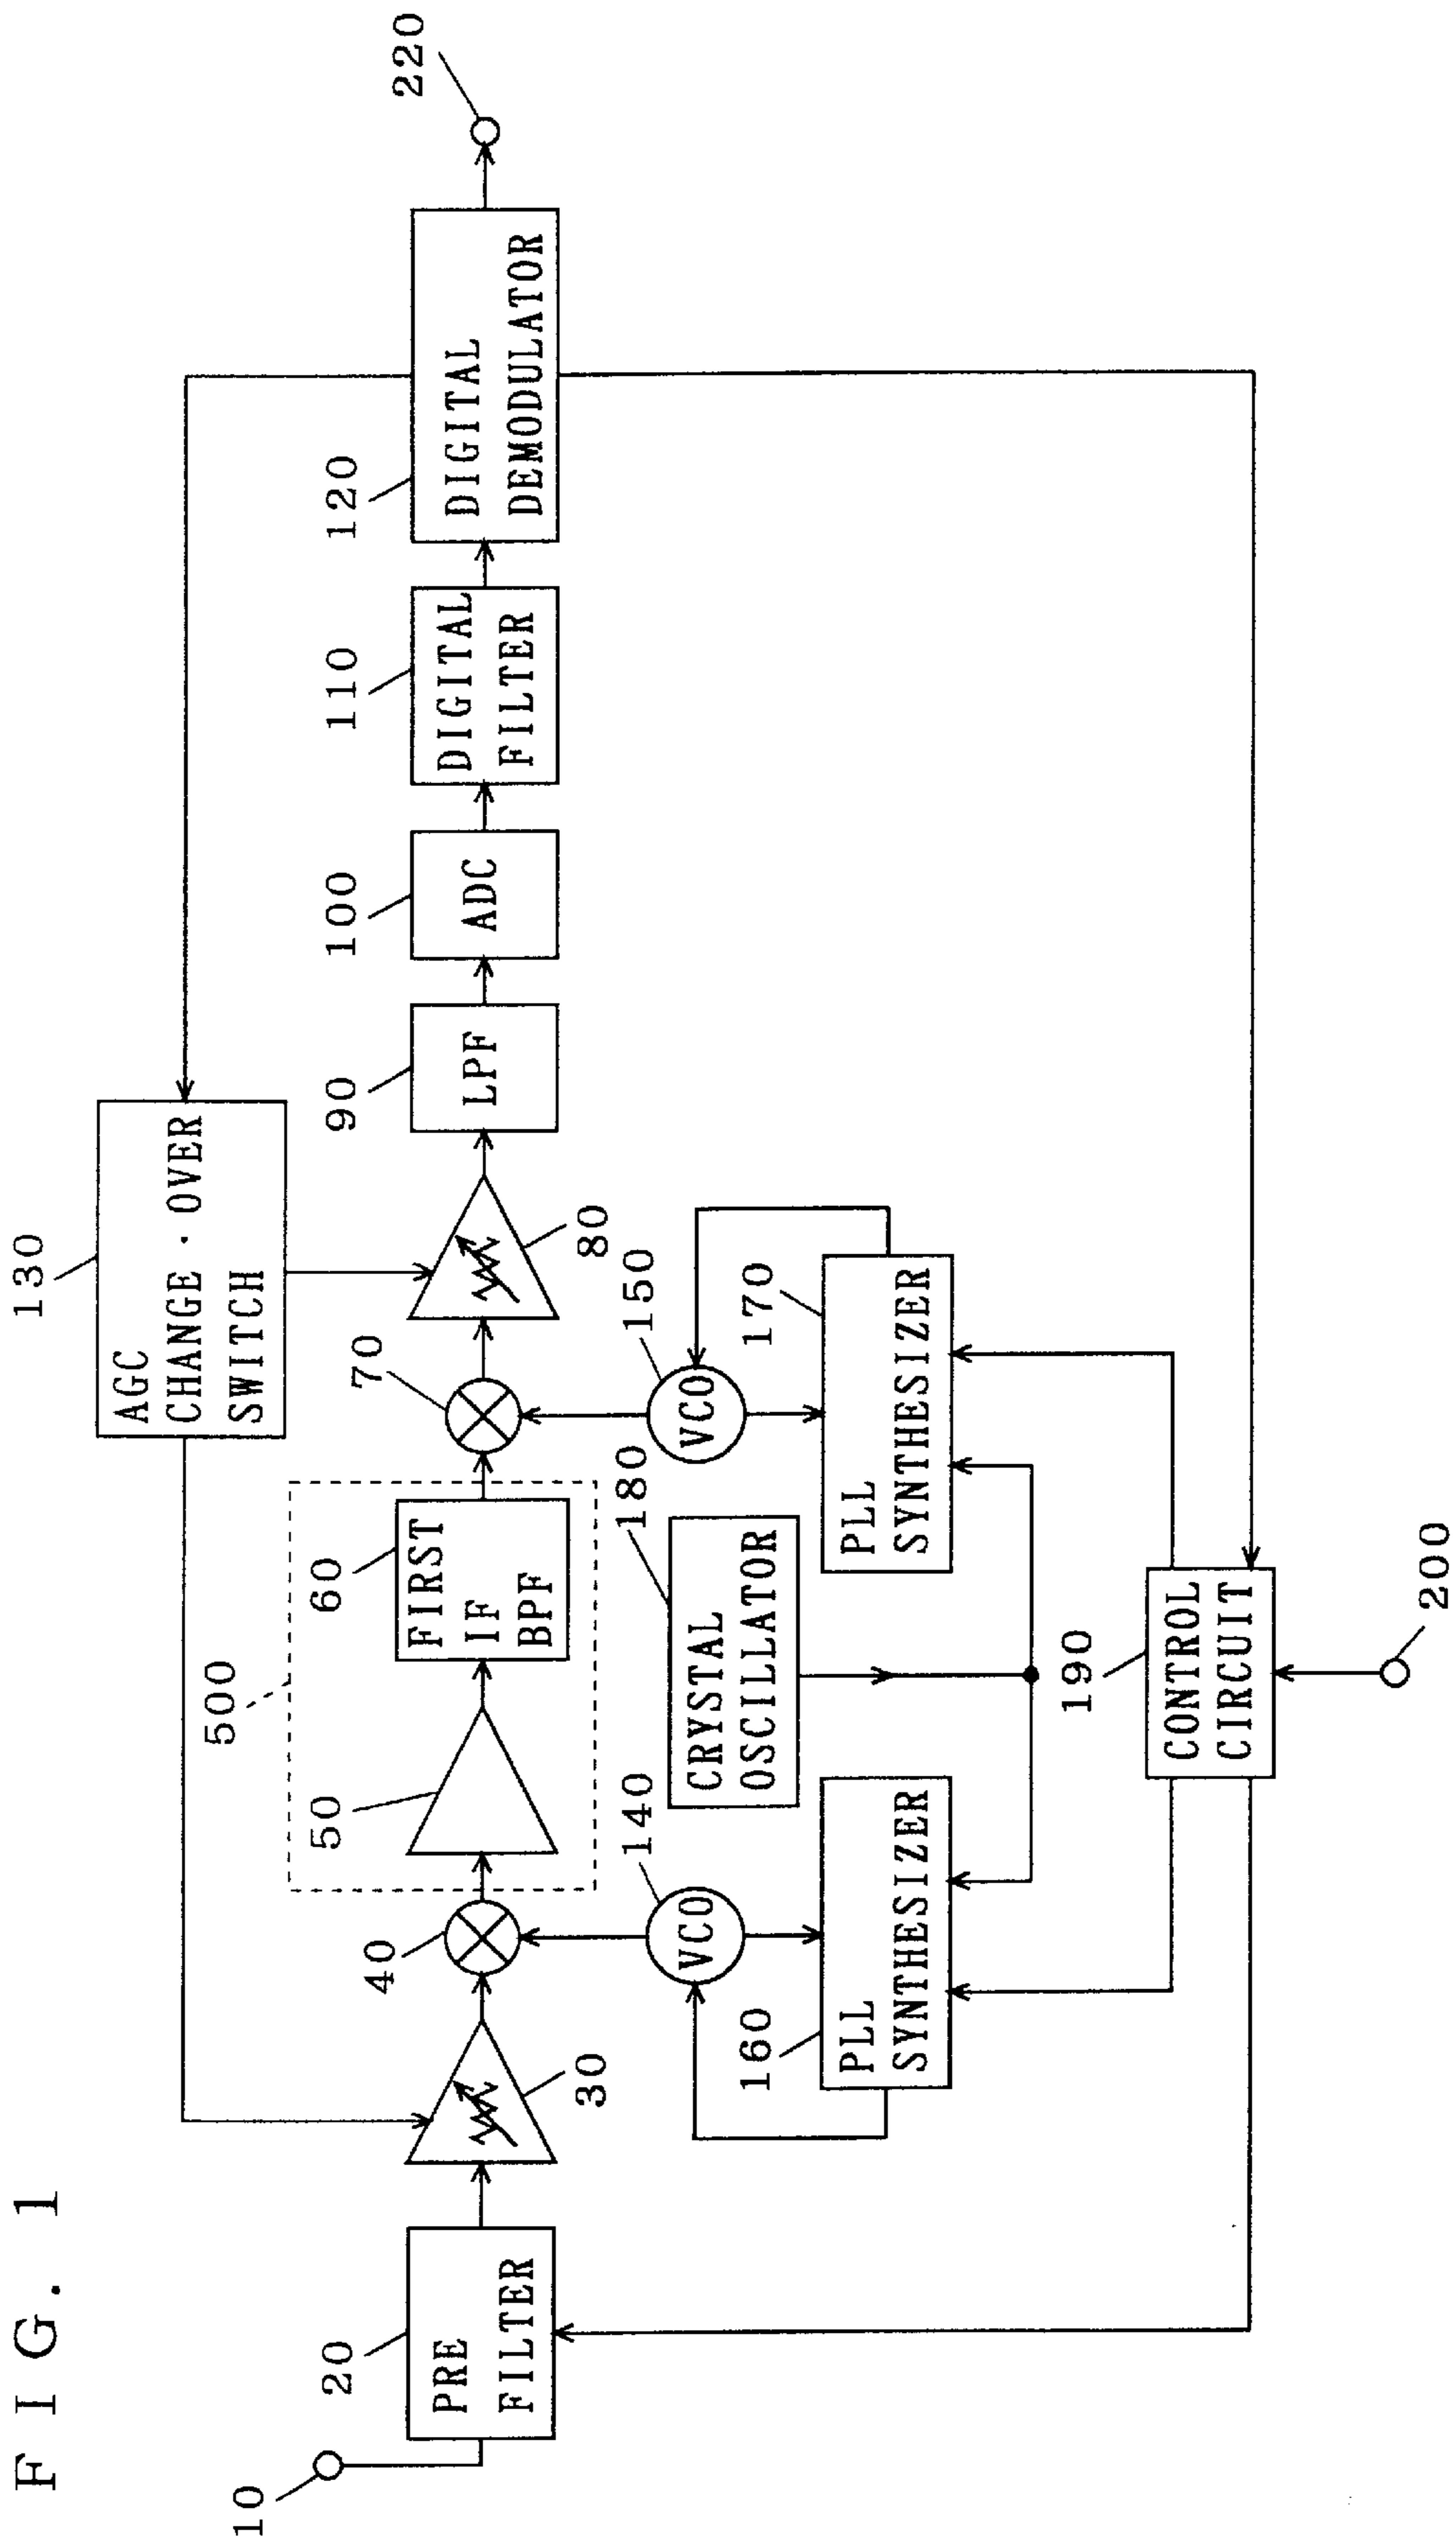 FIG. 1
130
AGC
CHANGE·OVER
SWITCH
500
10
20
PRE
FILTER
30
40
50
60
FIRST
IF
BPF
70
80
90
LPF
100
ADC
110
DIGITAL
FILTER
120
DIGITAL
DEMODULATOR
220
140
VCO
180
CRYSTAL
OSCILLATOR
150
VCO
160
PLL
SYNTHESIZER
170
PLL
SYNTHESIZER
190
CONTROL
CIRCUIT
200